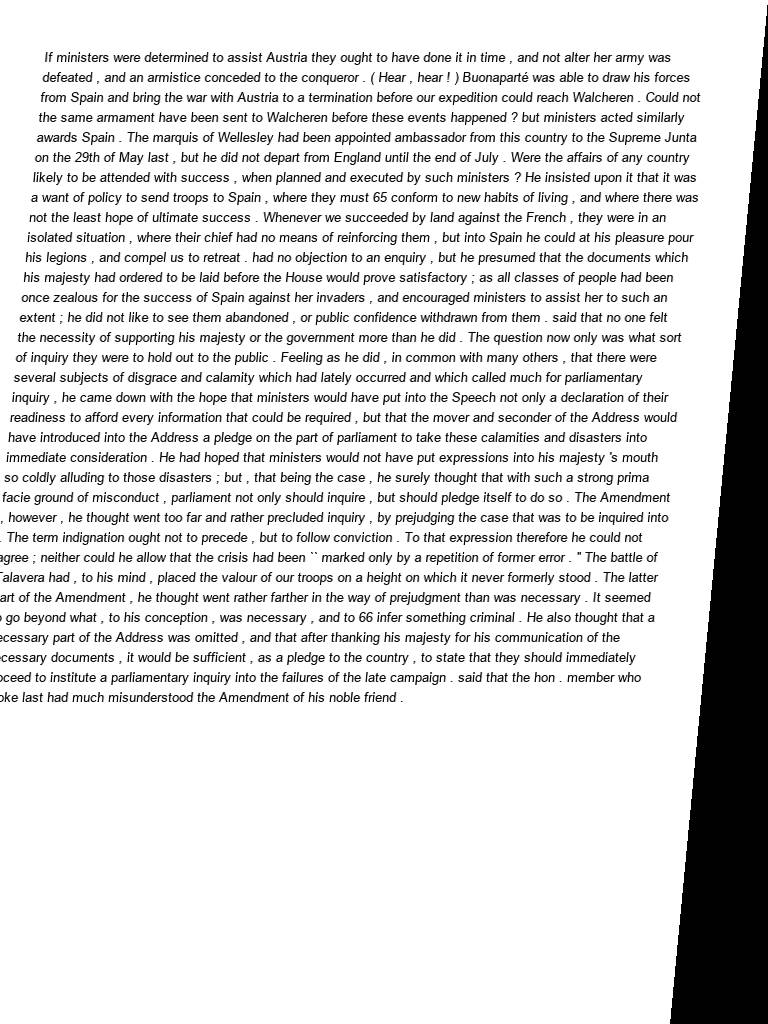 If ministers were determined to assist Austria they ought to have done it in time , and not alter her army was
defeated , and an armistice conceded to the conqueror . ( Hear , hear ! ) Buonaparté was able to draw his forces
from Spain and bring the war with Austria to a termination before our expedition could reach Walcheren . Could not
the same armament have been sent to Walcheren before these events happened ? but ministers acted similarly
awards Spain . The marquis of Wellesley had been appointed ambassador from this country to the Supreme Junta
on the 29th of May last , but he did not depart from England until the end of July . Were the affairs of any country
likely to be attended with success , when planned and executed by such ministers ? He insisted upon it that it was
a want of policy to send troops to Spain , where they must 65 conform to new habits of living , and where there was
not the least hope of ultimate success . Whenever we succeeded by land against the French , they were in an
isolated situation , where their chief had no means of reinforcing them , but into Spain he could at his pleasure pour
his legions , and compel us to retreat . had no objection to an enquiry , but he presumed that the documents which
his majesty had ordered to be laid before the House would prove satisfactory ; as all classes of people had been
once zealous for the success of Spain against her invaders , and encouraged ministers to assist her to such an
extent ; he did not like to see them abandoned , or public confidence withdrawn from them . said that no one felt
the necessity of supporting his majesty or the government more than he did . The question now only was what sort
of inquiry they were to hold out to the public . Feeling as he did , in common with many others , that there were
several subjects of disgrace and calamity which had lately occurred and which called much for parliamentary
inquiry , he came down with the hope that ministers would have put into the Speech not only a declaration of their
readiness to afford every information that could be required , but that the mover and seconder of the Address would
have introduced into the Address a pledge on the part of parliament to take these calamities and disasters into
immediate consideration . He had hoped that ministers would not have put expressions into his majesty 's mouth
so coldly alluding to those disasters ; but , that being the case , he surely thought that with such a strong prima
facie ground of misconduct , parliament not only should inquire , but should pledge itself to do so . The Amendment
, however , he thought went too far and rather precluded inquiry , by prejudging the case that was to be inquired into
. The term indignation ought not to precede , but to follow conviction . To that expression therefore he could not
agree ; neither could he allow that the crisis had been `` marked only by a repetition of former error . " The battle of
Talavera had , to his mind , placed the valour of our troops on a height on which it never formerly stood . The latter
art of the Amendment , he thought went rather farther in the way of prejudgment than was necessary . It seemed
o go beyond what , to his conception , was necessary , and to 66 infer something criminal . He also thought that a
ecessary part of the Address was omitted , and that after thanking his majesty for his communication of the
cessary documents , it would be sufficient , as a pledge to the country , to state that they should immediately
oceed to institute a parliamentary inquiry into the failures of the late campaign . said that the hon . member who
oke last had much misunderstood the Amendment of his noble friend .